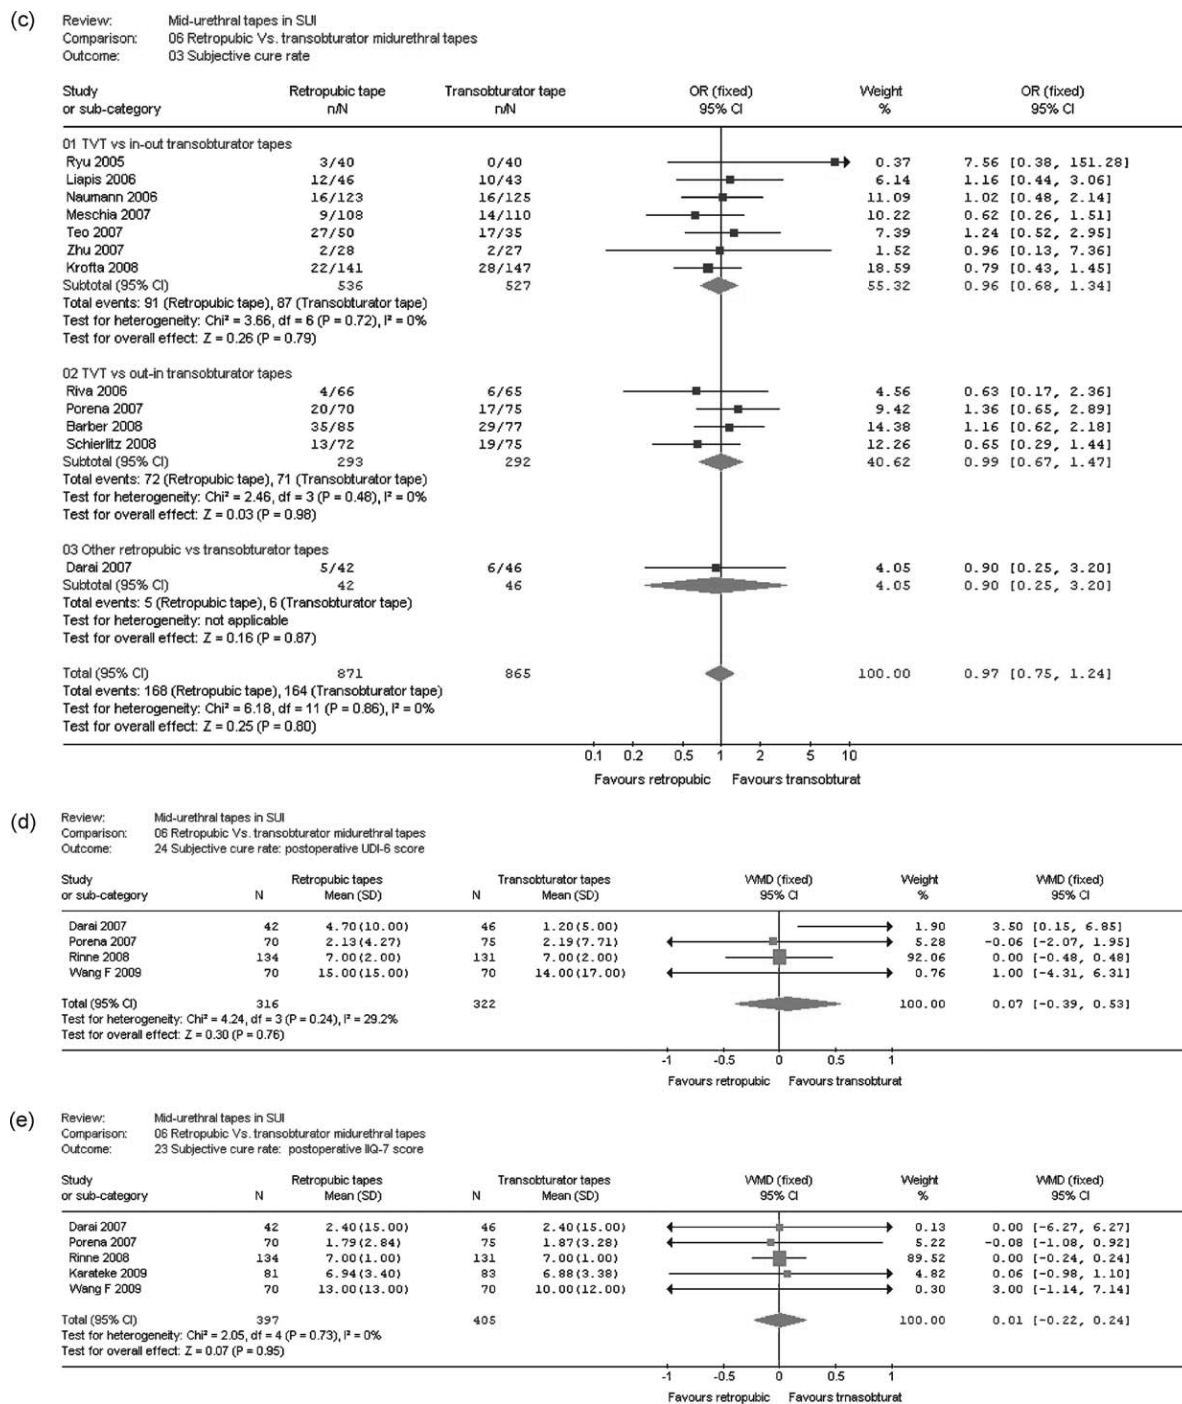 (c)
Review: Mid-urethral tapes in SUI
Comparison: 06 Retropubic Vs. transobturator midurethral tapes
Outcome: 03 Subjective cure rate
Study Retropubic tape Transobturator tape OR (fixed) Weight OR (fixed)
or sub-category n/N n/N 95% CI % 95% CI
01 TVT vs in-out transobturator tapes
Ryu 2005 3/40 0/40 0.37 7.56 [0.38, 151.28]
Liapis 2006 12/46 10/43 6.14 1.16 [0.44, 3.06]
Naumann 2006 16/123 16/125 11.09 1.02 [0.48, 2.14]
Meschia 2007 9/108 14/110 10.22 0.62 [0.26, 1.51]
Teo 2007 27/50 17/35 7.39 1.24 [0.52, 2.95]
Zhu 2007 2/28 2/27 1.52 0.96 [0.13, 7.36]
Krofta 2008 22/141 28/147 18.59 0.79 [0.43, 1.45]
Subtotal (95% CI) 536 527 55.32 0.96 [0.68, 1.34]
Total events: 91 (Retropubic tape), 87 (Transobturator tape)
Test for heterogeneity: Chi² = 3.66, df = 6 (P = 0.72), I² = 0%
Test for overall effect: Z = 0.26 (P = 0.79)
02 TVT vs out-in transobturator tapes
Riva 2006 4/66 6/65 4.56 0.63 [0.17, 2.36]
Porena 2007 20/70 17/75 9.42 1.36 [0.65, 2.89]
Barber 2008 35/85 29/77 14.38 1.16 [0.62, 2.18]
Schierlitz 2008 13/72 19/75 12.26 0.65 [0.29, 1.44]
Subtotal (95% CI) 293 292 40.62 0.99 [0.67, 1.47]
Total events: 72 (Retropubic tape), 71 (Transobturator tape)
Test for heterogeneity: Chi² = 2.46, df = 3 (P = 0.48), I² = 0%
Test for overall effect: Z = 0.03 (P = 0.98)
03 Other retropubic vs transobturator tapes
Darai 2007 5/42 6/46 4.05 0.90 [0.25, 3.20]
Subtotal (95% CI) 42 46 4.05 0.90 [0.25, 3.20]
Total events: 5 (Retropubic tape), 6 (Transobturator tape)
Test for heterogeneity: not applicable
Test for overall effect: Z = 0.16 (P = 0.87)
Total (95% CI) 871 865 100.00 0.97 [0.75, 1.24]
Total events: 168 (Retropubic tape), 164 (Transobturator tape)
Test for heterogeneity: Chi² = 6.18, df = 11 (P = 0.86), I² = 0%
Test for overall effect: Z = 0.25 (P = 0.80)
0.1 0.2 0.5 1 2 5 10
Favours retropubic Favours transobturat
(d)
Review: Mid-urethral tapes in SUI
Comparison: 06 Retropubic Vs. transobturator midurethral tapes
Outcome: 24 Subjective cure rate: postoperative UDI-6 score
Study Retropubic tapes Transobturator tapes WMD (fixed) Weight WMD (fixed)
or sub-category N Mean (SD) N Mean (SD) 95% CI % 95% CI
Darai 2007 42 4.70(10.00) 46 1.20(5.00) 1.90 3.50 [0.15, 6.85]
Porena 2007 70 2.13(4.27) 75 2.19(7.71) 5.28 -0.06 [-2.07, 1.95]
Rinne 2008 134 7.00(2.00) 131 7.00(2.00) 92.06 0.00 [-0.48, 0.48]
Wang F 2009 70 15.00(15.00) 70 14.00(17.00) 0.76 1.00 [-4.31, 6.31]
Total (95% CI) 316 322 100.00 0.07 [-0.39, 0.53]
Test for heterogeneity: Chi² = 4.24, df = 3 (P = 0.24), I² = 29.2%
Test for overall effect: Z = 0.30 (P = 0.76)
-1 -0.5 0 0.5 1
Favours retropubic Favours transobturat
(e)
Review: Mid-urethral tapes in SUI
Comparison: 06 Retropubic Vs. transobturator midurethral tapes
Outcome: 23 Subjective cure rate: postoperative IIQ-7 score
Study Retropubic tapes Transobturator tapes WMD (fixed) Weight WMD (fixed)
or sub-category N Mean (SD) N Mean (SD) 95% CI % 95% CI
Darai 2007 42 2.40(15.00) 46 2.40(15.00) 0.13 0.00 [-6.27, 6.27]
Porena 2007 70 1.79(2.84) 75 1.87(3.28) 5.22 -0.08 [-1.08, 0.92]
Rinne 2008 134 7.00(1.00) 131 7.00(1.00) 89.52 0.00 [-0.24, 0.24]
Karateke 2009 81 6.94(3.40) 83 6.88(3.38) 4.82 0.06 [-0.98, 1.10]
Wang F 2009 70 13.00(13.00) 70 10.00(12.00) 0.30 3.00 [-1.14, 7.14]
Total (95% CI) 397 405 100.00 0.01 [-0.22, 0.24]
Test for heterogeneity: Chi² = 2.05, df = 4 (P = 0.73), I² = 0%
Test for overall effect: Z = 0.07 (P = 0.95)
-1 -0.5 0 0.5 1
Favours retropubic Favours trnasobturat